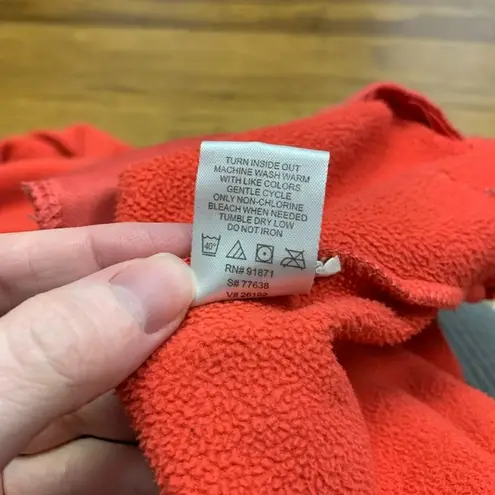 TURN INSIDE OUT
MACHINE WASH WARM
WITH LIKE COLORS
GENTLE CYCLE
ONLY NON-CHLORINE
BLEACH WHEN NEEDED
TUMBLE DRY LOW
DO NOT IRON
40°
RN# 91871
S# 77638
V#